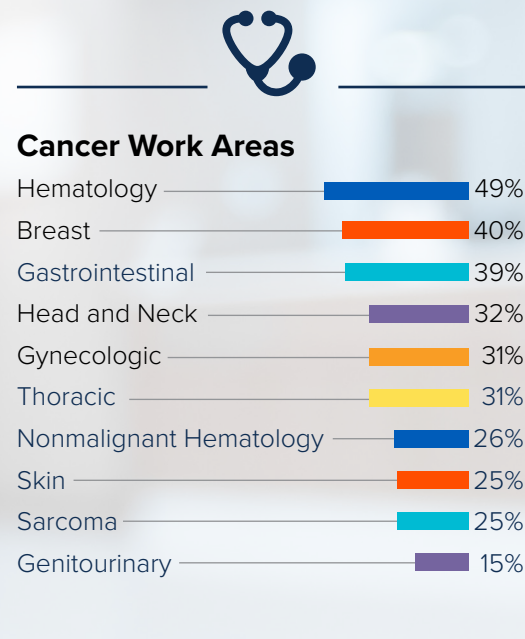 Cancer Work Areas
Hematology 49%
Breast 40%
Gastrointestinal 39%
Head and Neck 32%
Gynecologic 31%
Thoracic 31%
Nonmalignant Hematology 26%
Skin 25%
Sarcoma 25%
Genitourinary 15%